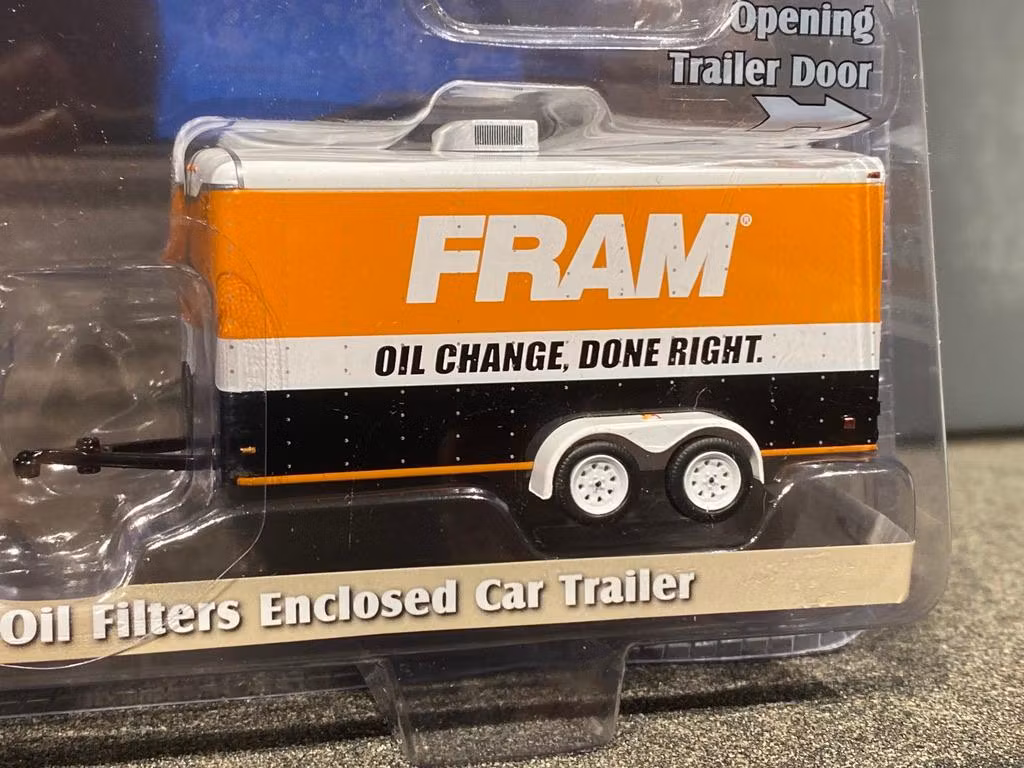 Opening
Trailer Door
FRAM®
OIL CHANGE, DONE RIGHT.
Oil Filters Enclosed Car Trailer